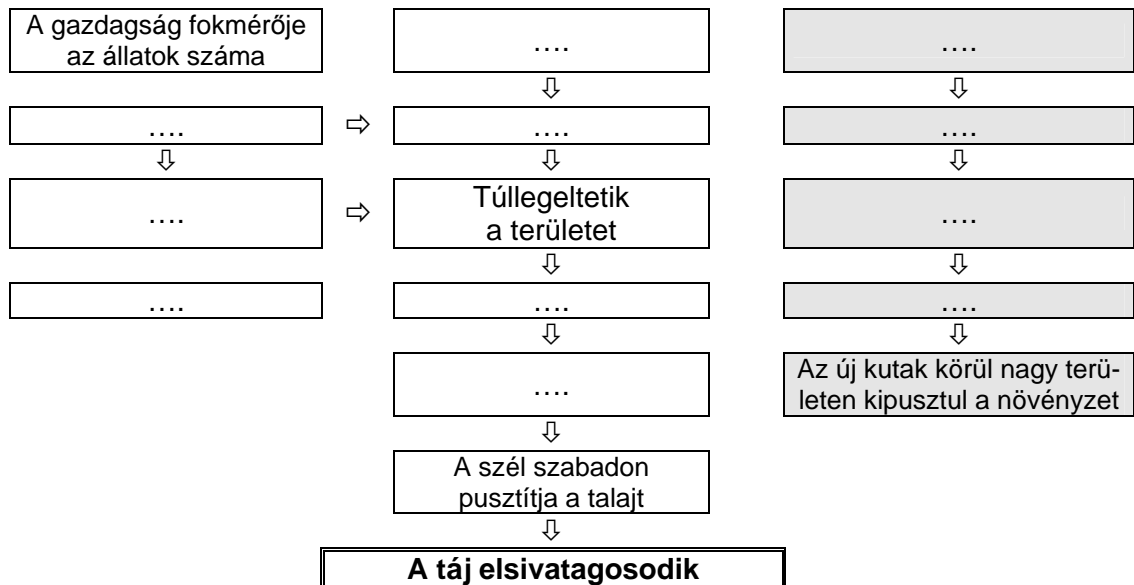 A gazdagság fokmérője
az állatok száma
….
….
….
….
….
….
….
….
Túllegeltetik
a területet
….
….
….
….
Az új kutak körül nagy terü-
leten kipusztul a növényzet
A szél szabadon
pusztítja a talajt
A táj elsivatagosodik